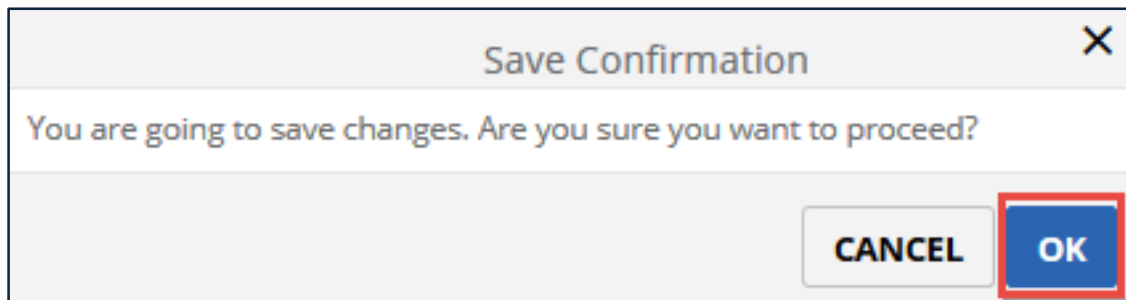 Save Confirmation
You are going to save changes. Are you sure you want to proceed?
CANCEL OK